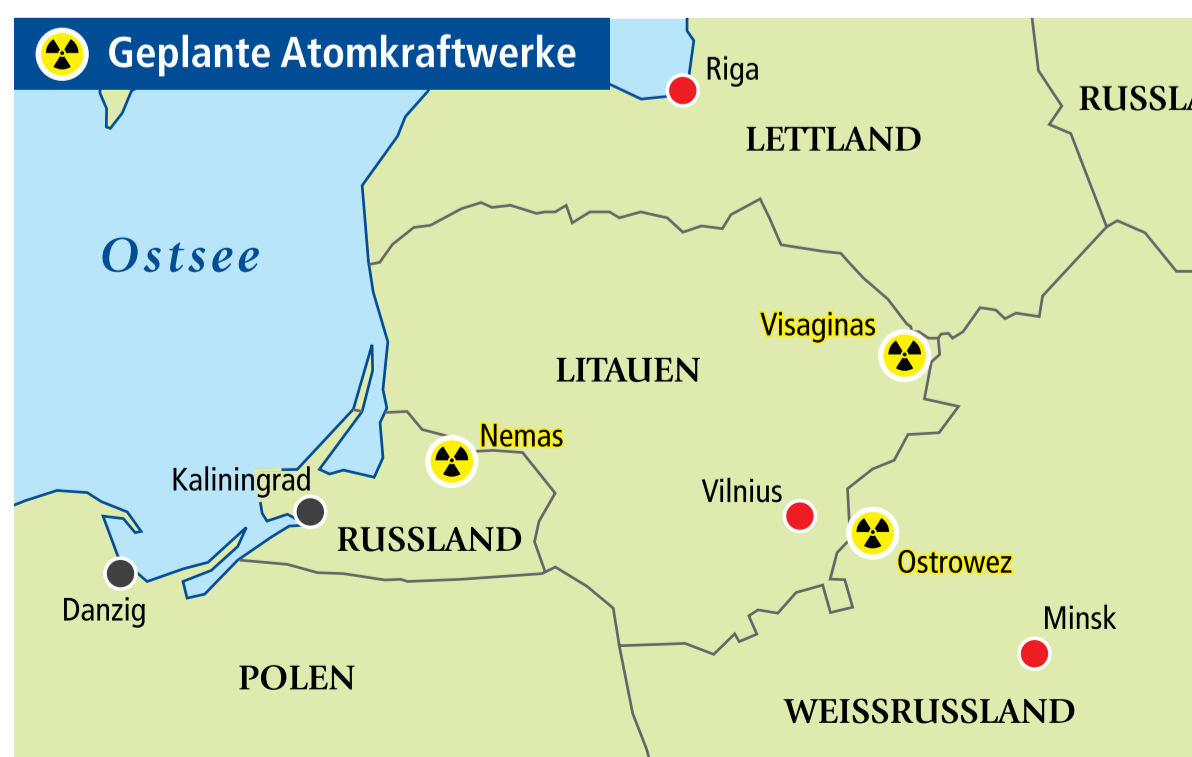 Geplante Atomkraftwerke
Riga
RUSSLA
LETTLAND
Ostsee
Visaginas
LITAUEN
Nemas
Kaliningrad
Vilnius
RUSSLAND
Ostrowez
Danzig
Minsk
POLEN
WEISSRUSSLAND